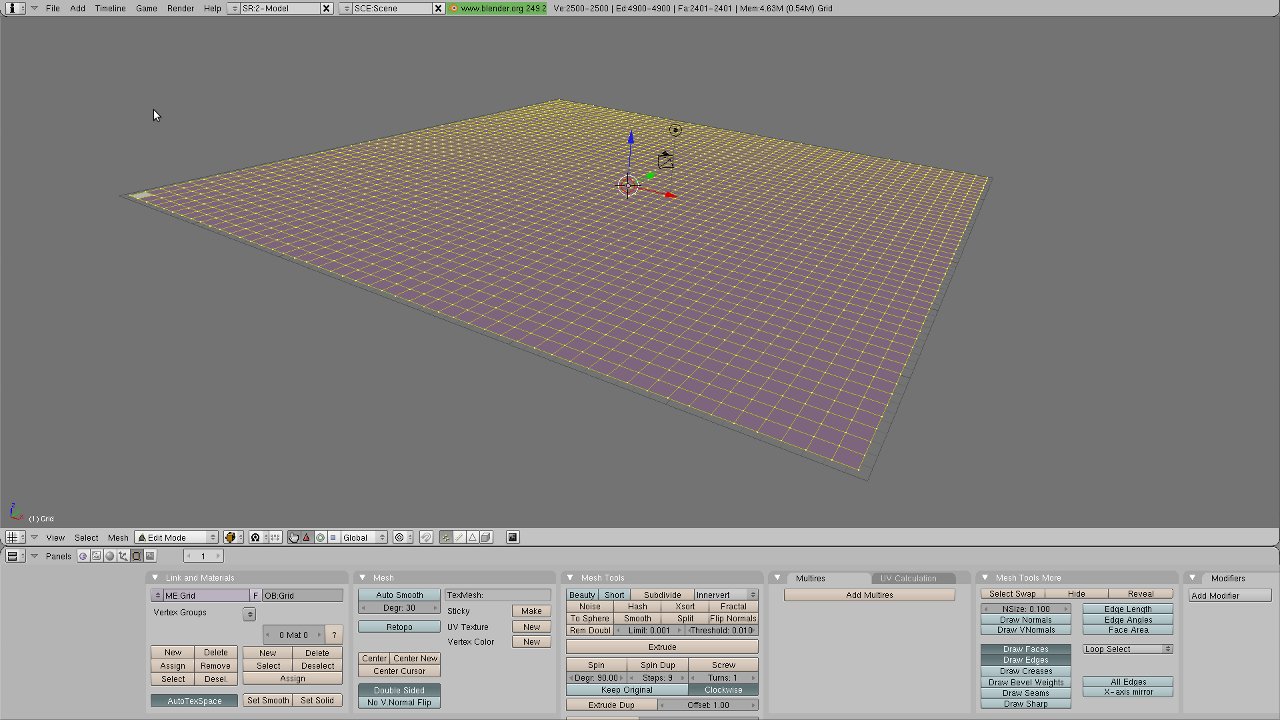 File Add Timeline Game Render Help SR:2-Model SCE:Scene www.blender.org 249.2 Ve:2500-2500 | Ed:4900-4900 | Fa:2401-2401 | Mem:4.63M (0.54M) Grid
(1) Grid
View Select Mesh Edit Mode Global
Panels 1
Link and Materials Mesh Mesh Tools Multires UV Calculation Mesh Tools More Modifiers
ME:Grid F OB:Grid Auto Smooth TexMesh: Beauty Short Subdivide Innervert Add Multires Select Swap Hide Reveal Add Modifier
Degr: 30 Noise Hash Xsort Fractal NSize: 0.100 Edge Length
Vertex Groups Sticky Make To Sphere Smooth Split Flip Normals Draw Normals Edge Angles
Retopo UV Texture New Rem Doubl Limit: 0.001 Threshold: 0.010 Draw VNormals Face Area
0 Mat 0 ? Vertex Color New Extrude Draw Faces Loop Select
New Delete New Delete Center Center New Spin Spin Dup Screw Draw Edges
Assign Remove Select Deselect Center Cursor Degr: 90.00 Steps: 9 Turns: 1 Draw Creases
Select Desel. Assign Keep Original Clockwise Draw Bevel Weights All Edges
Double Sided Draw Seams X-axis mirror
AutoTexSpace Set Smooth Set Solid No V.Normal Flip Extrude Dup Offset: 1.00 Draw Sharp